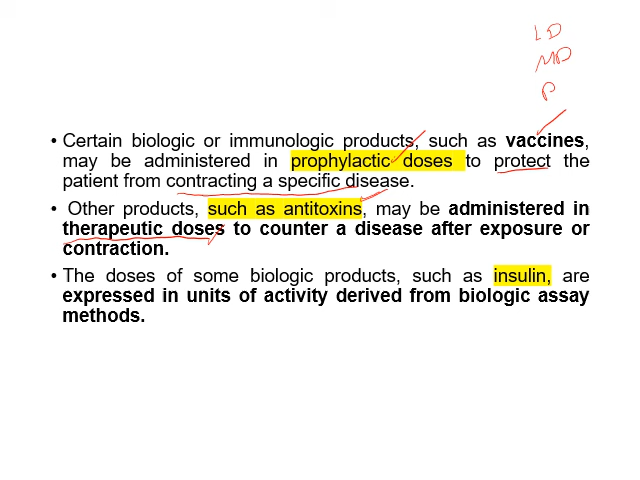 LD
MD
P
• Certain biologic or immunologic products, such as vaccines,
may be administered in prophylactic doses to protect the
patient from contracting a specific disease.
• Other products, such as antitoxins, may be administered in
therapeutic doses to counter a disease after exposure or
contraction.
• The doses of some biologic products, such as insulin, are
expressed in units of activity derived from biologic assay
methods.